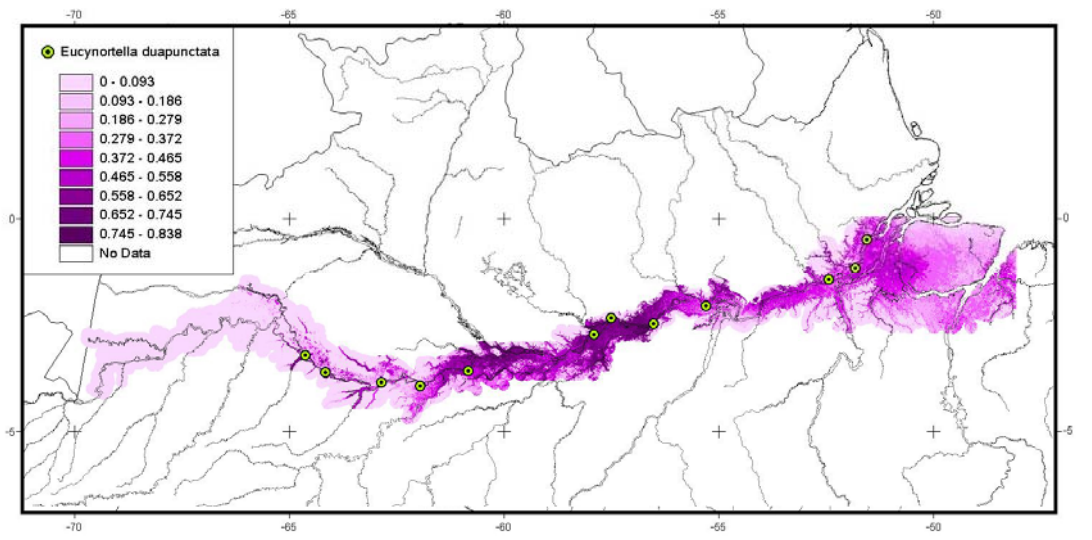 -70 -65 -60 -55 -50
Eucynortella duapunctata
0 - 0.093
0.093 - 0.186
0.186 - 0.279
0.279 - 0.372
0.372 - 0.465
0.465 - 0.558
0.558 - 0.652
0.652 - 0.745
0.745 - 0.838
No Data
0 0
-5 -5
-70 -65 -60 -55 -50